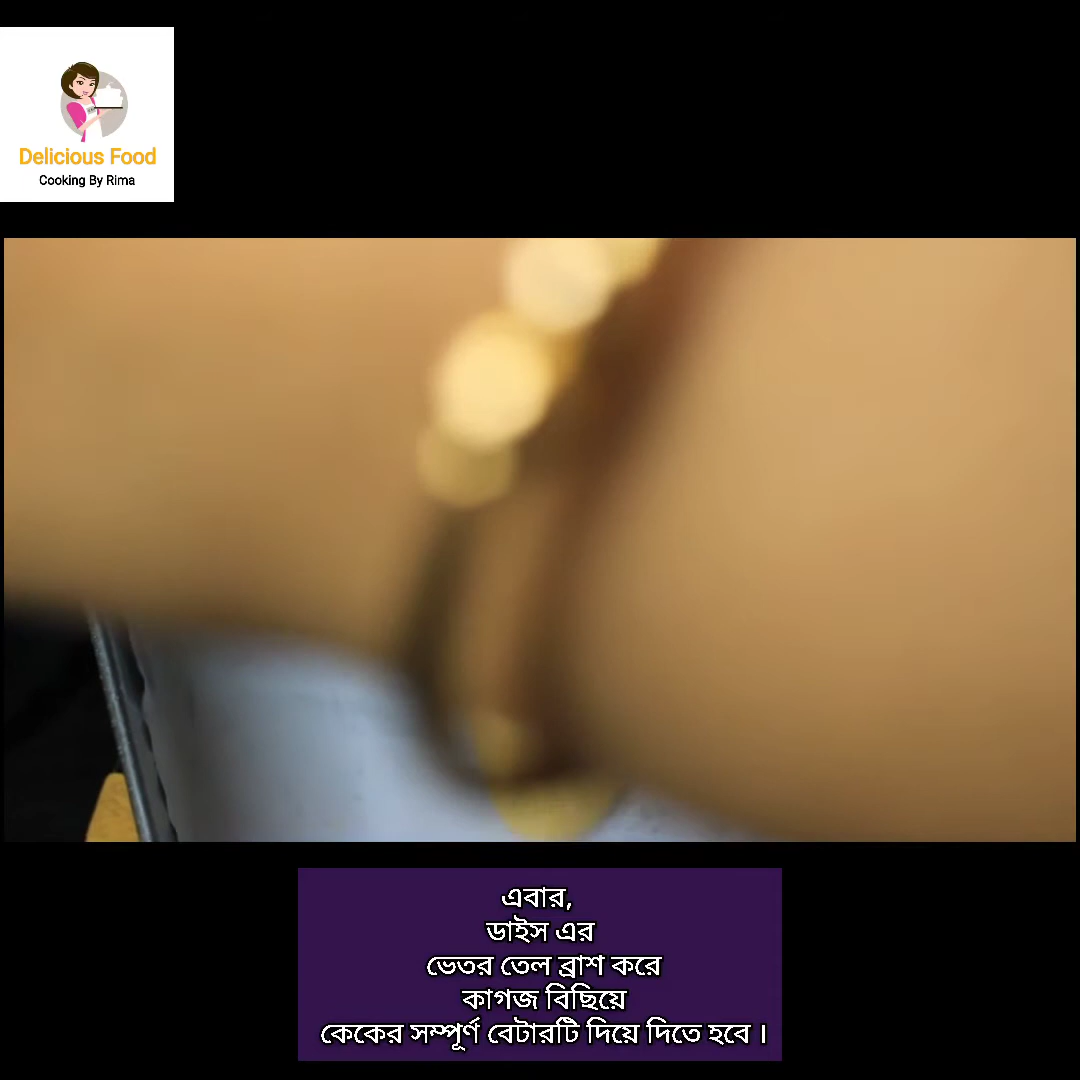 Delicious Food
Cooking By Rima
এবার,
ডাইস এর
ভেতর তেল ব্রাশ করে
কাগজ বিছিয়ে
কেকের সম্পূর্ণ বেটারটি দিয়ে দিতে হবে ।